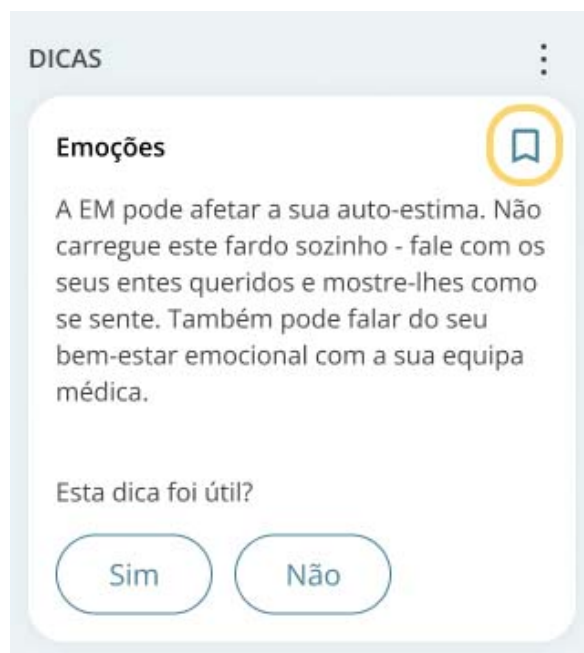 DICAS
Emoções
A EM pode afetar a sua auto-estima. Não
carregue este fardo sozinho - fale com os
seus entes queridos e mostre-lhes como
se sente. Também pode falar do seu
bem-estar emocional com a sua equipa
médica.
Esta dica foi útil?
Sim Não